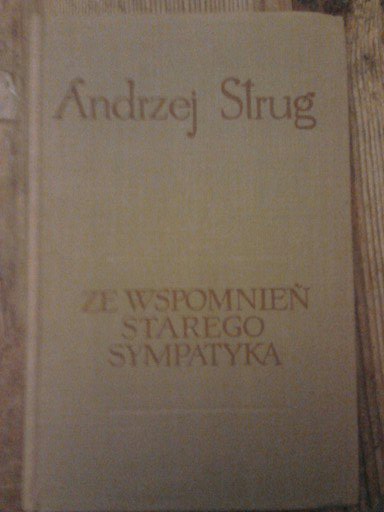 Andrzej Strug
ZE WSPOMNIEŃ
STAREGO
SYMPATYKA